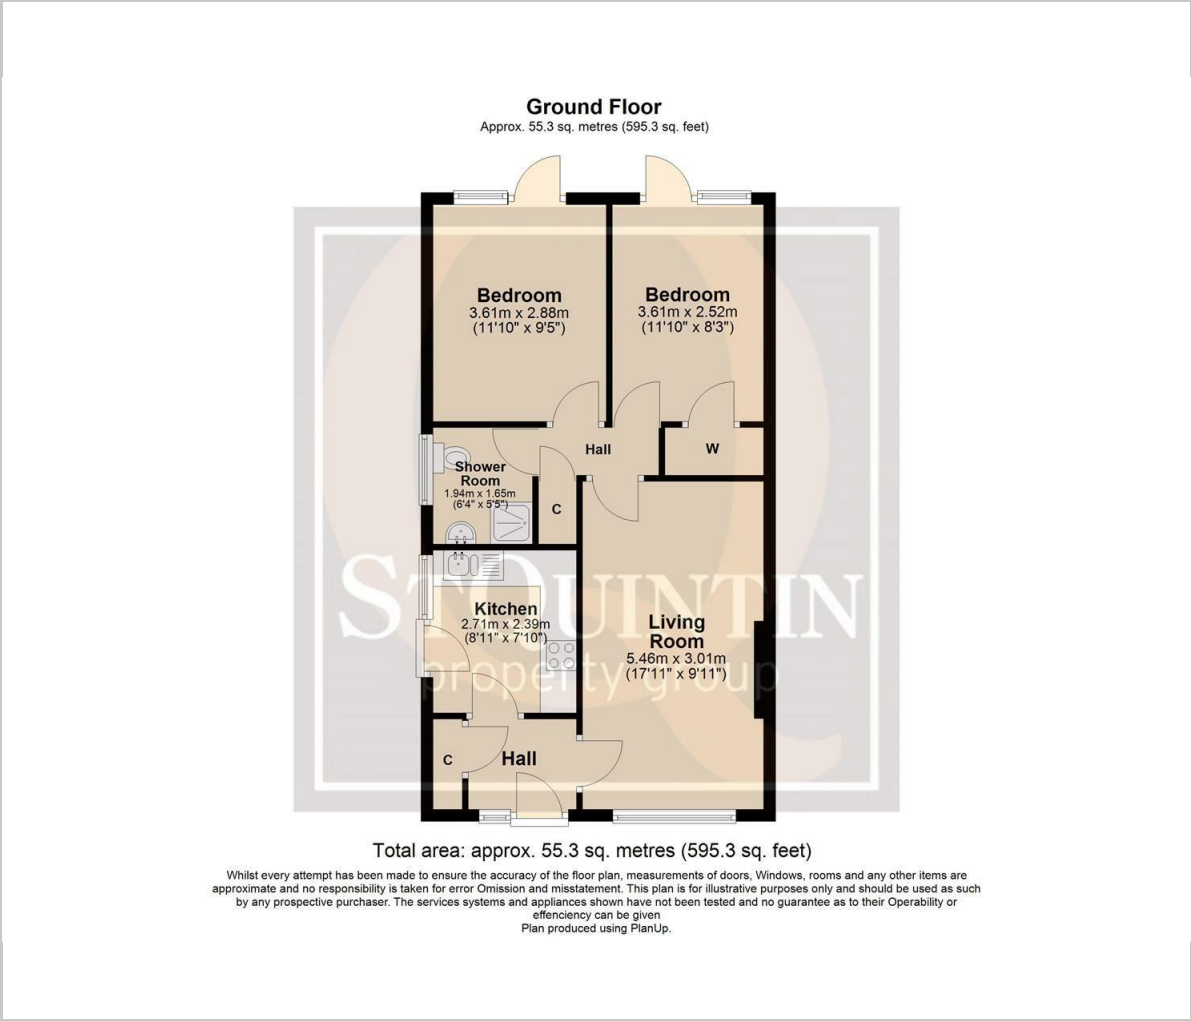 Ground Floor
Approx. 55.3 sq. metres (595.3 sq. feet)
Bedroom
3.61m x 2.88m
(11'10" x 9'5")
Bedroom
3.61m x 2.52m
(11'10" x 8'3")
Hall
W
Shower
Room
1.94m x 1.65m
(6'4" x 5'5")
C
STQUINTIN
property group
Kitchen
2.71m x 2.39m
(8'11" x 7'10")
Living
Room
5.46m x 3.01m
(17'11" x 9'11")
C
Hall
Total area: approx. 55.3 sq. metres (595.3 sq. feet)
Whilst every attempt has been made to ensure the accuracy of the floor plan, measurements of doors, Windows, rooms and any other items are
approximate and no responsibility is taken for error Omission and misstatement. This plan is for illustrative purposes only and should be used as such
by any prospective purchaser. The services systems and appliances shown have not been tested and no guarantee as to their Operability or
effenciency can be given
Plan produced using PlanUp.